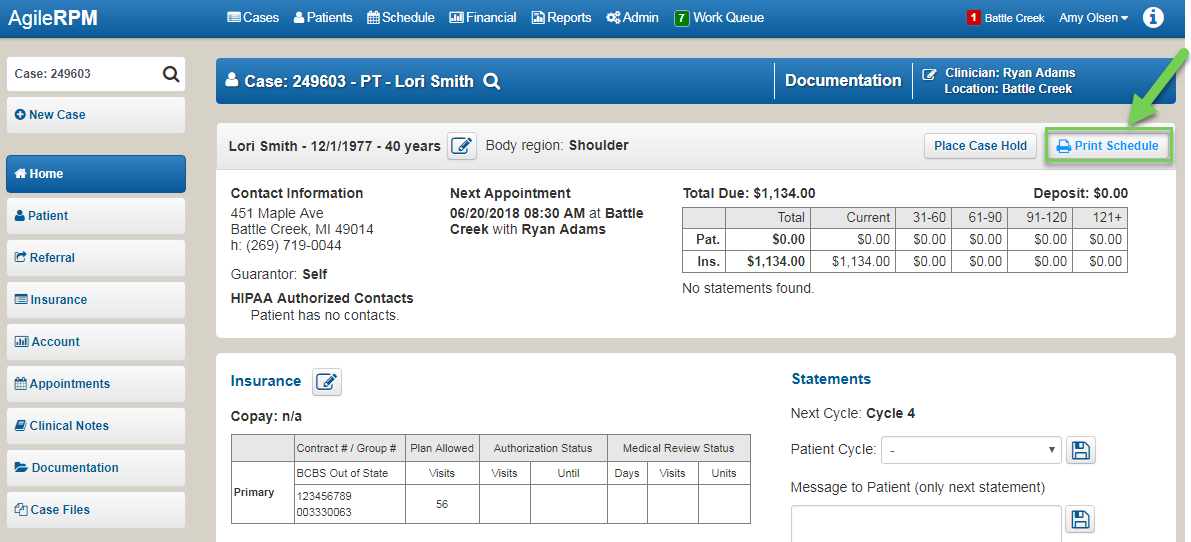 AgileRPM
Cases Patients Schedule Financial Reports Admin 7 Work Queue
1 Battle Creek Amy Olsen
Case: 249603
New Case
Home
Patient
Referral
Insurance
Account
Appointments
Clinical Notes
Documentation
Case Files
Case: 249603 - PT - Lori Smith
Documentation
Clinician: Ryan Adams
Location: Battle Creek
Lori Smith - 12/1/1977 - 40 years Body region: Shoulder
Place Case Hold Print Schedule
Contact Information
451 Maple Ave
Battle Creek, MI 49014
h: (269) 719-0044
Guarantor: Self
HIPAA Authorized Contacts
Patient has no contacts.
Next Appointment
06/20/2018 08:30 AM at Battle
Creek with Ryan Adams
Total Due: $1,134.00 Deposit: $0.00
Total Current 31-60 61-90 91-120 121+
Pat. $0.00 $0.00 $0.00 $0.00 $0.00 $0.00
Ins. $1,134.00 $1,134.00 $0.00 $0.00 $0.00 $0.00
No statements found.
Insurance
Copay: n/a
Contract # / Group # Plan Allowed Authorization Status Medical Review Status
BCBS Out of State Visits Visits Until Days Visits Units
Primary
123456789
003330063
56
Statements
Next Cycle: Cycle 4
Patient Cycle: -
Message to Patient (only next statement)